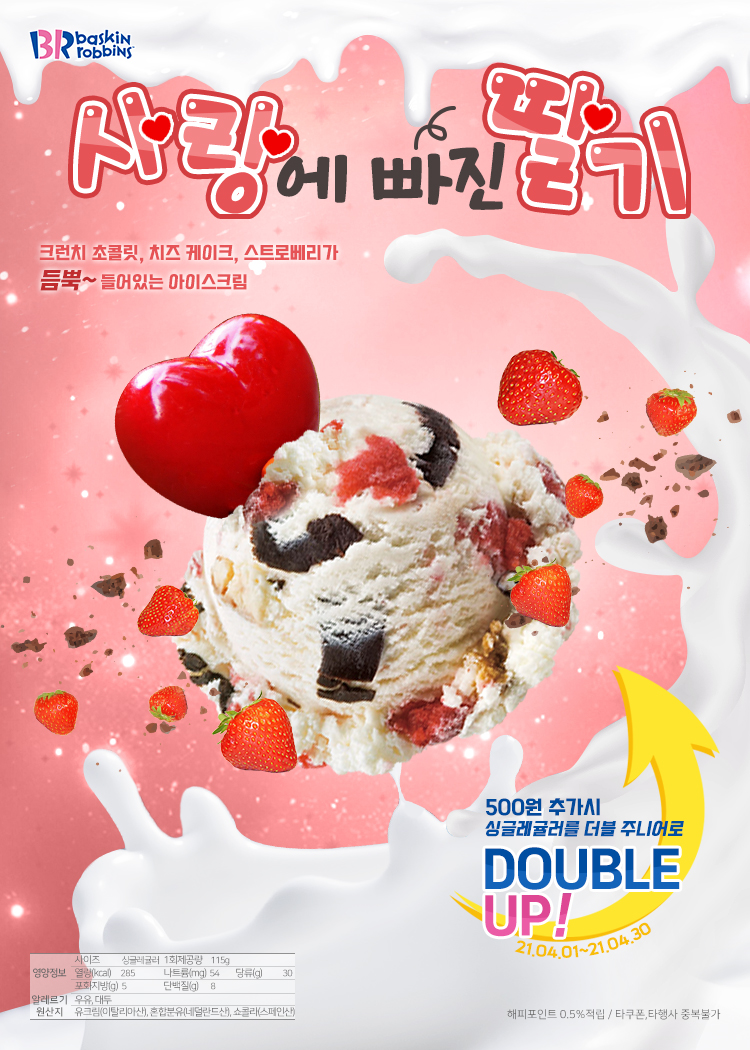 BR baskin robbins
사랑에 빠진 딸기
크런치 초콜릿, 치즈 케이크, 스트로베리가
듬뿍~ 들어있는 아이스크림
500원 추가시
싱글레귤러를 더블 주니어로
DOUBLE
UP!
21.04.01~21.04.30
영양정보 사이즈 싱글레귤러 1회제공량 115g
열량(kcal) 285 나트륨(mg) 54 당류(g) 30
포화지방(g) 5 단백질(g) 8
알레르기 우유, 대두
원산지 유크림(이탈리아산), 혼합분유(네덜란드산), 쇼콜라(스페인산)
해피포인트 0.5%적립 / 타쿠폰,타행사 중복불가